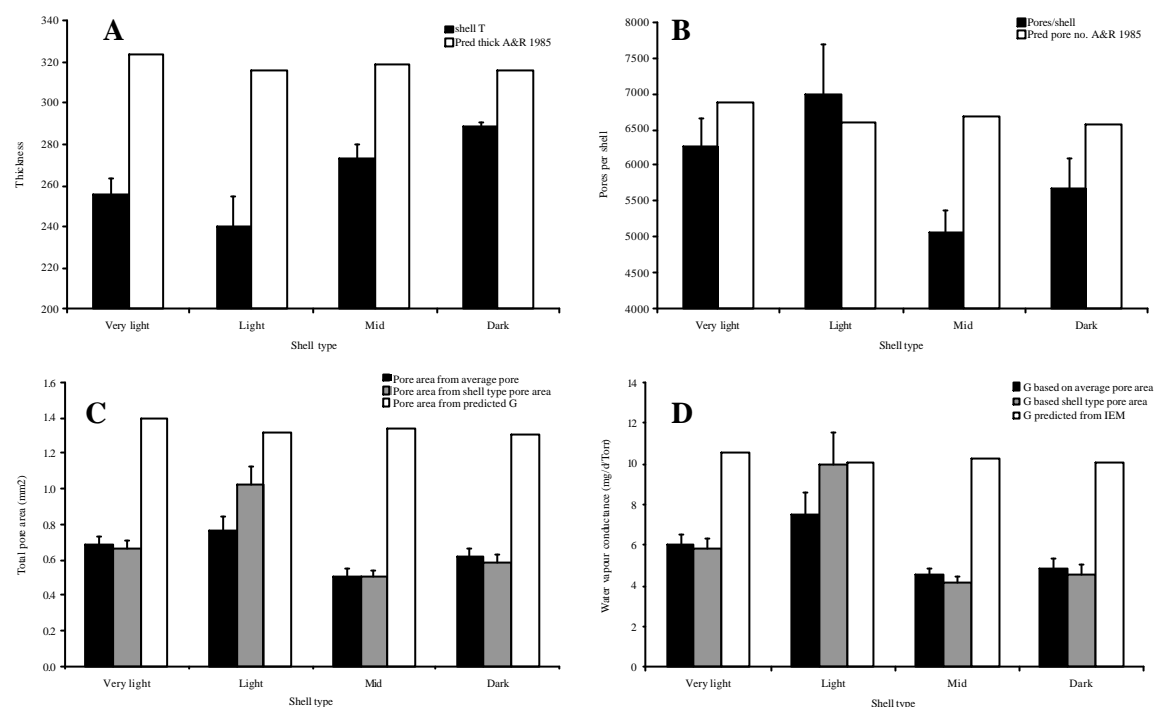 A
shell T
Pred thick A&R 1985
340
320
300
280
260
240
220
200
Thickness
Very light
Light
Mid
Dark
Shell type
B
Pores/shell
Pred pore no. A&R 1985
8000
7500
7000
6500
6000
5500
5000
4500
4000
Pores per shell
Very light
Light
Mid
Dark
Shell type
C
Pore area from average pore
Pore area from shell type pore area
Pore area from predicted G
1.6
1.4
1.2
1.0
0.8
0.6
0.4
0.2
0.0
Total pore area (mm2)
Very light
Light
Mid
Dark
Shell type
D
G based on average pore area
G based shell type pore area
G predicted from IEM
14
12
10
8
6
4
2
0
Water vapour conductance (mg/d/Torr)
Very light
Light
Mid
Dark
Shell type